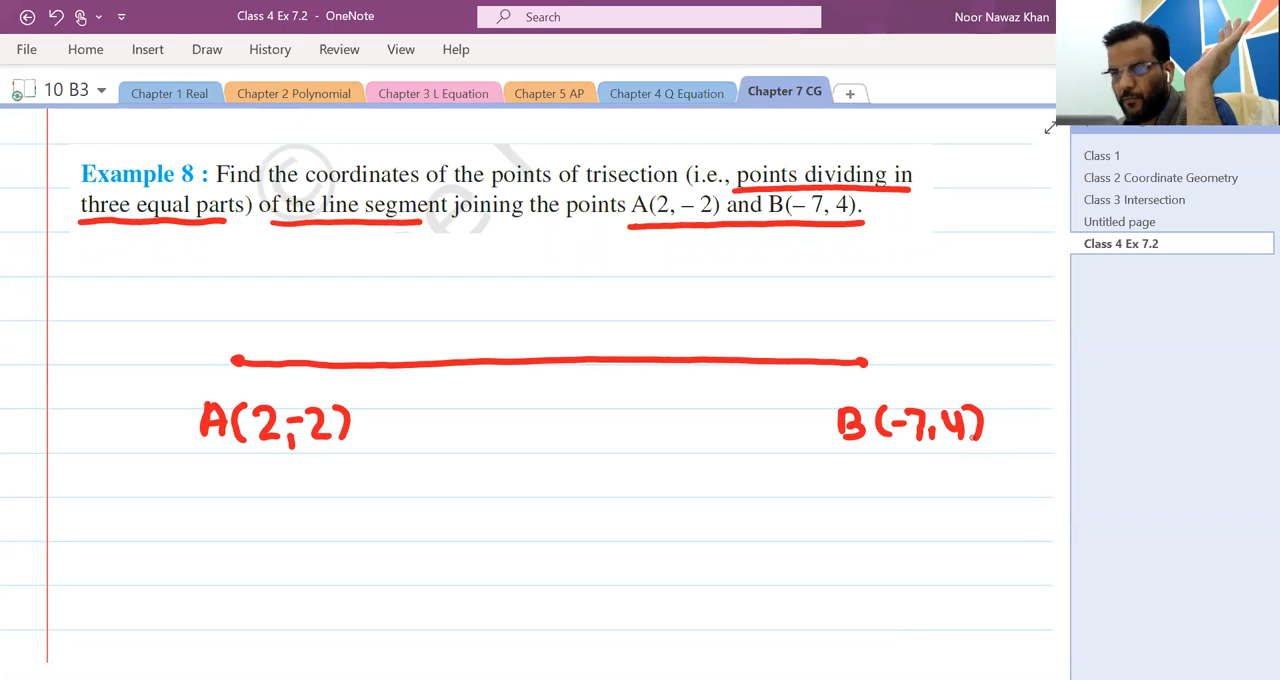 Class 4 Ex 7.2 - OneNote
Search
Noor Nawaz Khan
File Home Insert Draw History Review View Help
10 B3
Chapter 1 Real
Chapter 2 Polynomial
Chapter 3 L Equation
Chapter 5 AP
Chapter 4 Q Equation
Chapter 7 CG
Class 1
Class 2 Coordinate Geometry
Class 3 Intersection
Untitled page
Class 4 Ex 7.2
Example 8 : Find the coordinates of the points of trisection (i.e., points dividing in
three equal parts) of the line segment joining the points A(2, – 2) and B(– 7, 4).
A(2,-2)
B(-7,4)